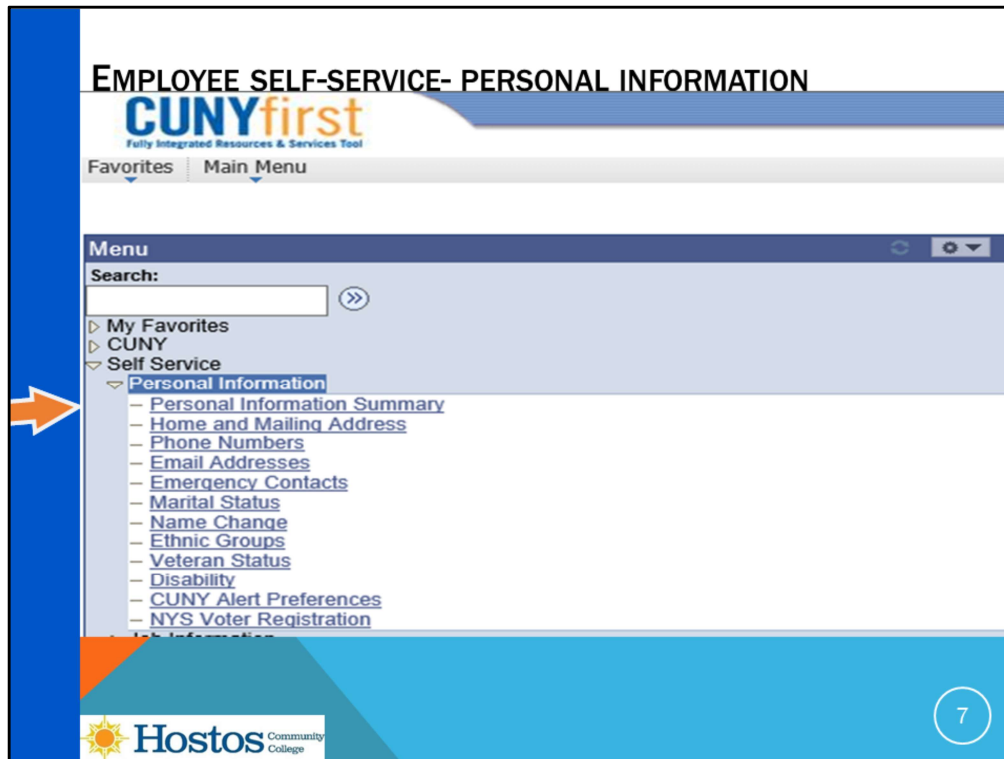 EMPLOYEE SELF-SERVICE- PERSONAL INFORMATION
CUNYfirst
Fully Integrated Resources & Services Tool
Favorites Main Menu
Menu
Search:
My Favorites
CUNY
Self Service
Personal Information
– Personal Information Summary
– Home and Mailing Address
– Phone Numbers
– Email Addresses
– Emergency Contacts
– Marital Status
– Name Change
– Ethnic Groups
– Veteran Status
– Disability
– CUNY Alert Preferences
– NYS Voter Registration
Job Information
7
Hostos Community College